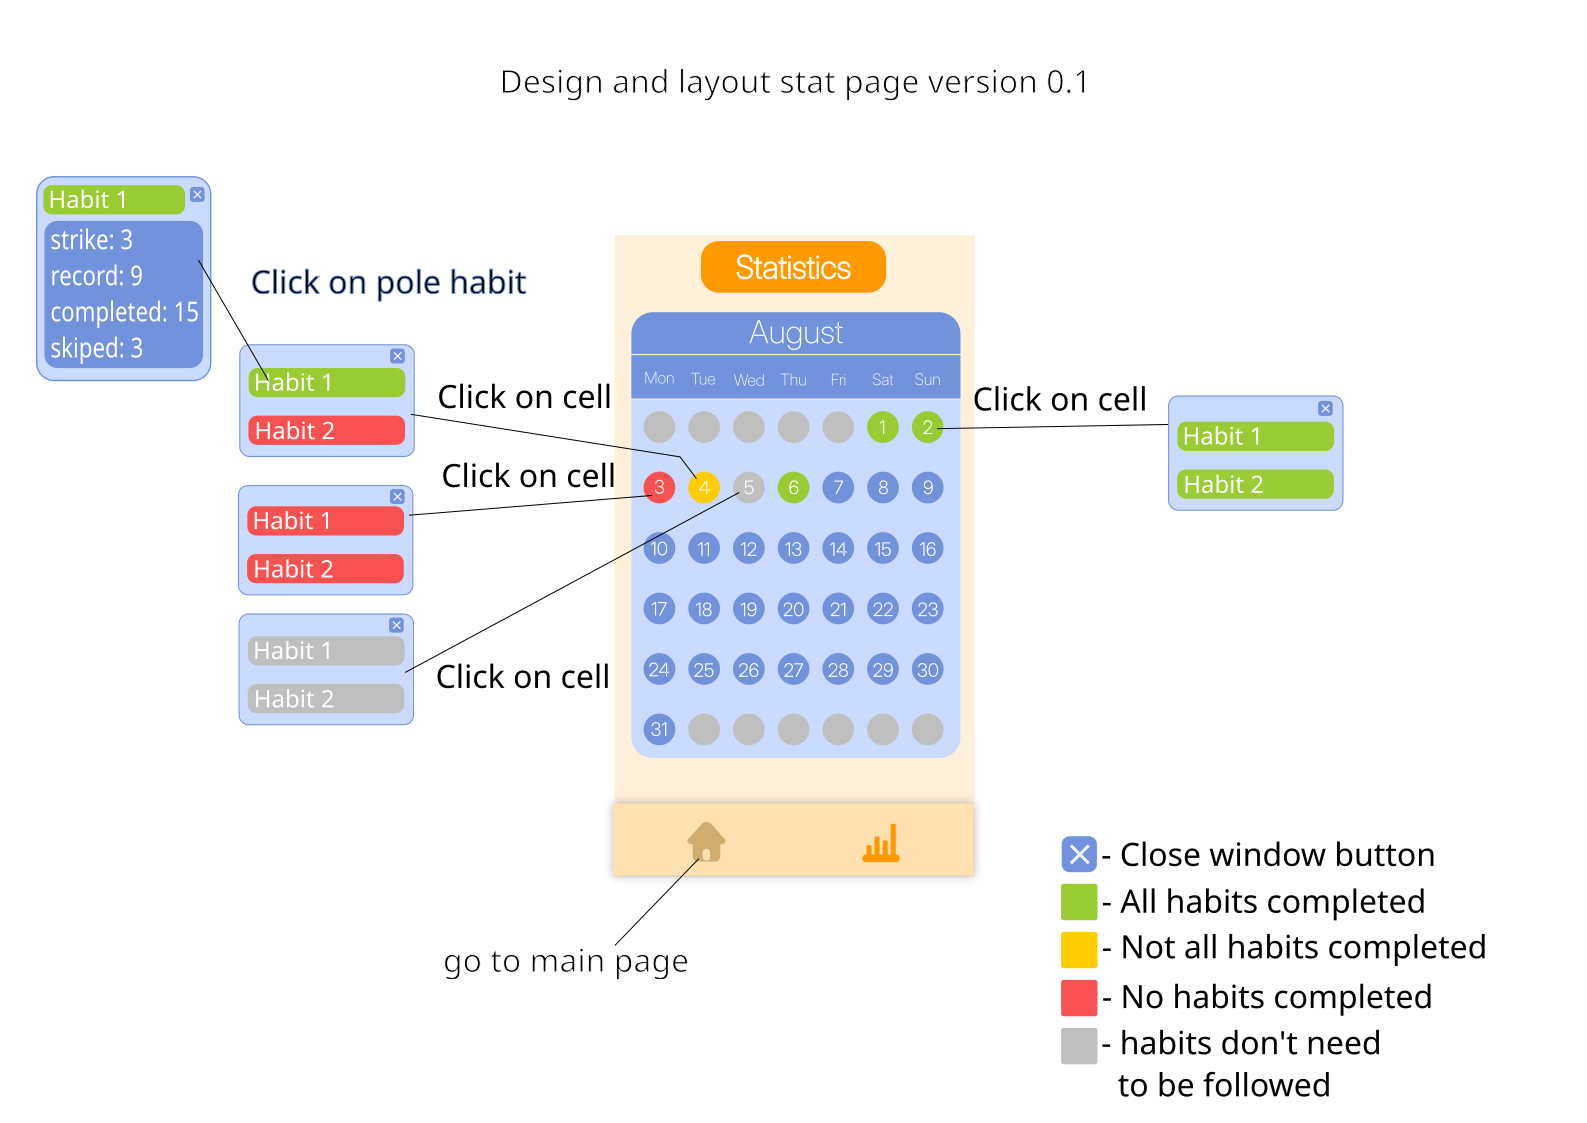 Design and layout stat page version 0.1
Habit 1
strike: 3
record: 9
completed: 15
skiped: 3
Click on pole habit
Habit 1
Habit 2
Click on cell
Habit 1
Habit 2
Click on cell
Habit 1
Habit 2
Click on cell
Statistics
August
Mon Tue Wed Thu Fri Sat Sun
1 2
3 4 5 6 7 8 9
10 11 12 13 14 15 16
17 18 19 20 21 22 23
24 25 26 27 28 29 30
31
Click on cell
Habit 1
Habit 2
go to main page
- Close window button
- All habits completed
- Not all habits completed
- No habits completed
- habits don't need
to be followed